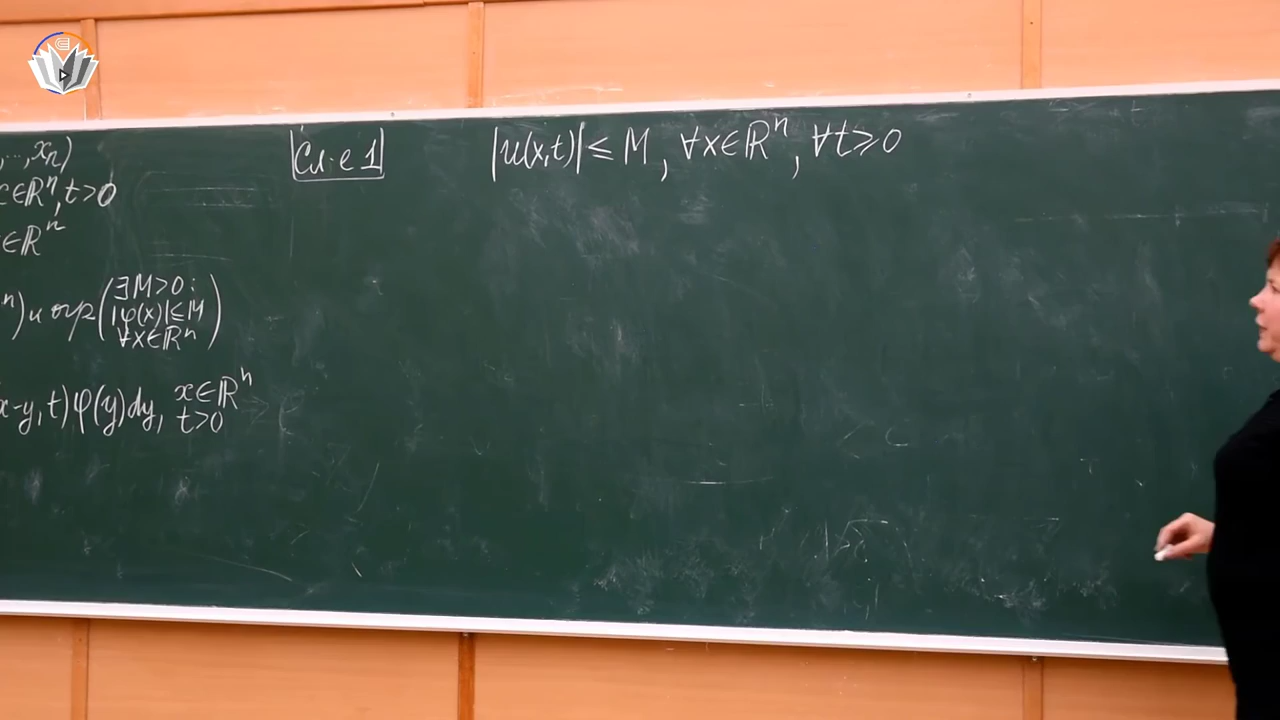 ,...,xₙ)
x∈ℝⁿ, t>0
∈ℝⁿ
ⁿ) и огр (∃M>0:
|φ(x)|≤M
∀x∈ℝⁿ)
x-y,t)φ(y)dy, x∈ℝⁿ
t>0
Сл-е 1
|u(x,t)|≤M, ∀x∈ℝⁿ, ∀t≥0